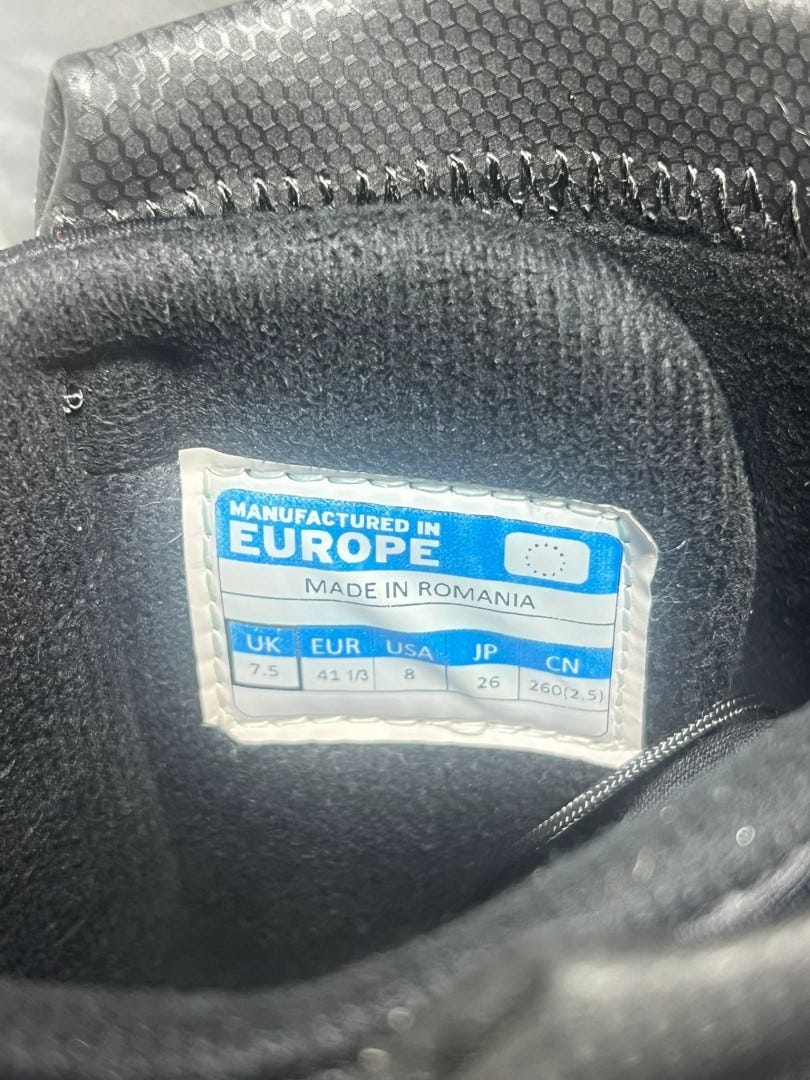 MANUFACTURED IN
EUROPE
MADE IN ROMANIA
UK EUR USA JP CN
7.5 41 1/3 8 26 260(2.5)